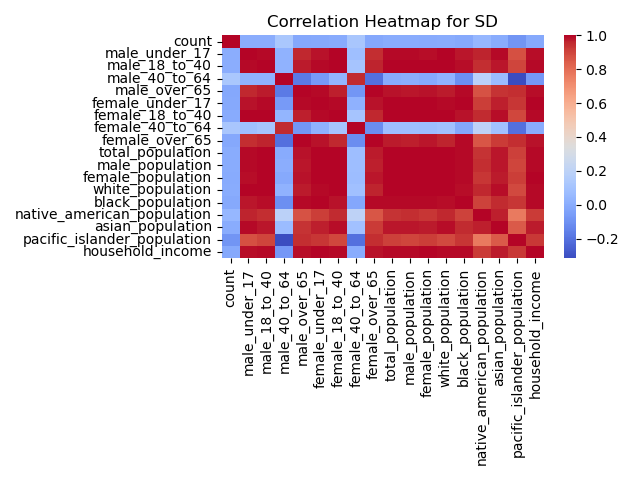 Correlation Heatmap for SD
count
male_under_17
male_18_to_40
male_40_to_64
male_over_65
female_under_17
female_18_to_40
female_40_to_64
female_over_65
total_population
male_population
female_population
white_population
black_population
native_american_population
asian_population
pacific_islander_population
household_income
count
male_under_17
male_18_to_40
male_40_to_64
male_over_65
female_under_17
female_18_to_40
female_40_to_64
female_over_65
total_population
male_population
female_population
white_population
black_population
native_american_population
asian_population
pacific_islander_population
household_income
1.0
0.8
0.6
0.4
0.2
0.0
−0.2